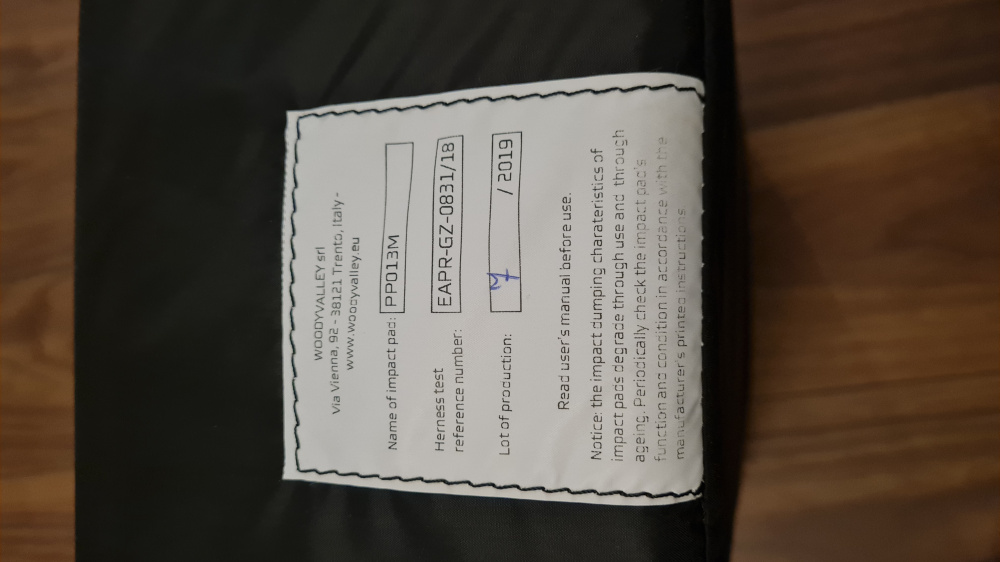 WOODYVALLEY srl
Via Vienna, 92 - 38121 Trento, Italy -
www.woodyvalley.eu
Name of impact pad: PP013M
Herness test
reference number: EAPR-GZ-0831/18
Lot of production: / 2019
Read user's manual before use.
Notice: the impact dumping charateristics of
impact pads degrade through use and through
ageing. Periodically check the impact pad's
function and condition in accordance with the
manufacturer's printed instructions